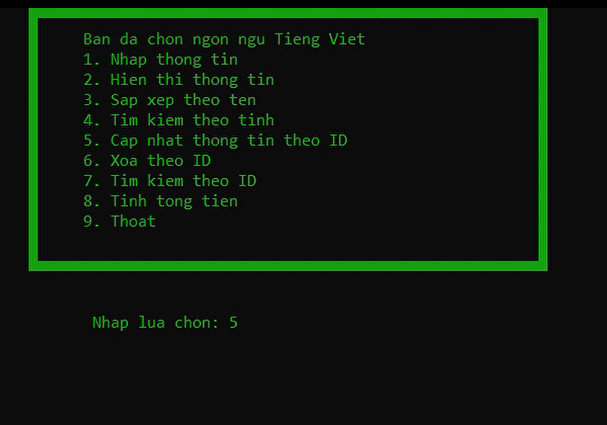 Ban da chon ngon ngu Tieng Viet
1. Nhap thong tin
2. Hien thi thong tin
3. Sap xep theo ten
4. Tim kiem theo tinh
5. Cap nhat thong tin theo ID
6. Xoa theo ID
7. Tim kiem theo ID
8. Tinh tong tien
9. Thoat
Nhap lua chon: 5